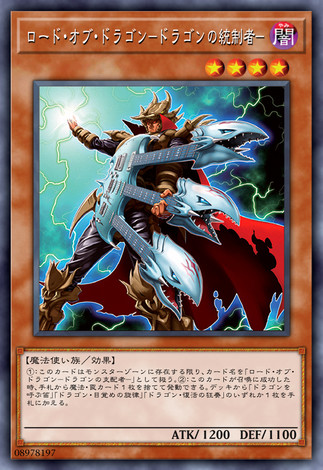 ロード・オブ・ドラゴン－ドラゴンの統制者－
やみ
闇
【魔法使い族／効果】
①：このカードはモンスターゾーンに存在する限り、カード名を「ロード・オブ・
ドラゴン－ドラゴンの支配者－」として扱う。②：このカードが召喚に成功した
時、手札から魔法・罠カード１枚を捨てて発動できる。デッキから「ドラゴンを
呼ぶ笛」「ドラゴン・目覚めの旋律」「ドラゴン・復活の狂奏」のいずれか１枚を手
札に加える。
ATK/1200 DEF/1100
08978197